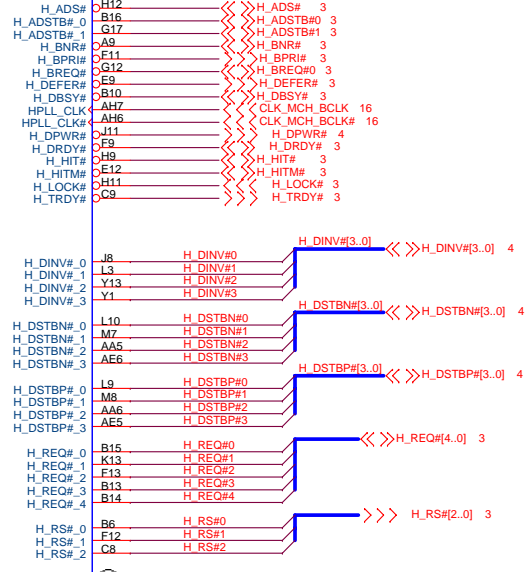 H_ADS# H12 H_ADS# 3
H_ADSTB#_0 B16 H_ADSTB#0 3
H_ADSTB#_1 G17 H_ADSTB#1 3
H_BNR# A9 H_BNR# 3
H_BPRI# F11 H_BPRI# 3
H_BREQ# G12 H_BREQ#0 3
H_DEFER# E9 H_DEFER# 3
H_DBSY# B10 H_DBSY# 3
HPLL_CLK AH7 CLK_MCH_BCLK 16
HPLL_CLK# AH6 CLK_MCH_BCLK# 16
H_DPWR# J11 H_DPWR# 4
H_DRDY# F9 H_DRDY# 3
H_HIT# H9 H_HIT# 3
H_HITM# E12 H_HITM# 3
H_LOCK# H11 H_LOCK# 3
H_TRDY# C9 H_TRDY# 3
H_DINV#[3..0] H_DINV#[3..0] 4
H_DINV#_0 J8 H_DINV#0
H_DINV#_1 L3 H_DINV#1
H_DINV#_2 Y13 H_DINV#2
H_DINV#_3 Y1 H_DINV#3
H_DSTBN#[3..0] H_DSTBN#[3..0] 4
H_DSTBN#_0 L10 H_DSTBN#0
H_DSTBN#_1 M7 H_DSTBN#1
H_DSTBN#_2 AA5 H_DSTBN#2
H_DSTBN#_3 AE6 H_DSTBN#3
H_DSTBP#[3..0] H_DSTBP#[3..0] 4
H_DSTBP#_0 L9 H_DSTBP#0
H_DSTBP#_1 M8 H_DSTBP#1
H_DSTBP#_2 AA6 H_DSTBP#2
H_DSTBP#_3 AE5 H_DSTBP#3
H_REQ#[4..0] 3
H_REQ#_0 B15 H_REQ#0
H_REQ#_1 K13 H_REQ#1
H_REQ#_2 F13 H_REQ#2
H_REQ#_3 B13 H_REQ#3
H_REQ#_4 B14 H_REQ#4
H_RS#[2..0] 3
H_RS#_0 B6 H_RS#0
H_RS#_1 F12 H_RS#1
H_RS#_2 C8 H_RS#2